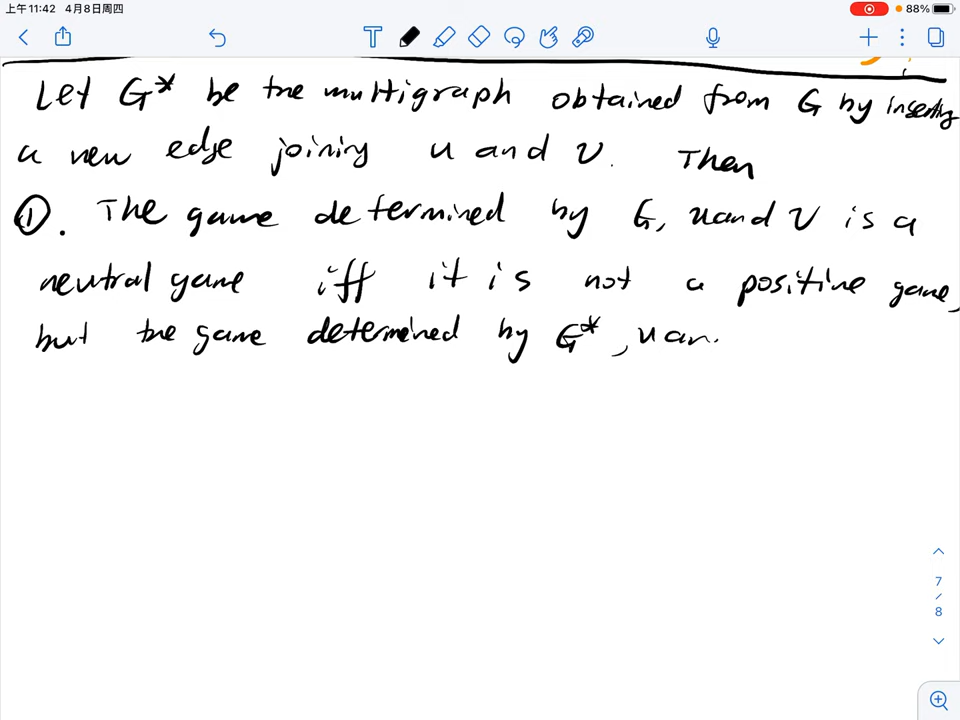 上午11:42 4月8日周四 88%
Let G* be the multigraph obtained from G by inserting
a new edge joining u and v. Then
①. The game determined by G, u and v is a
neutral game iff it is not a positive game,
but the game determined by G*, u an
7
/
8